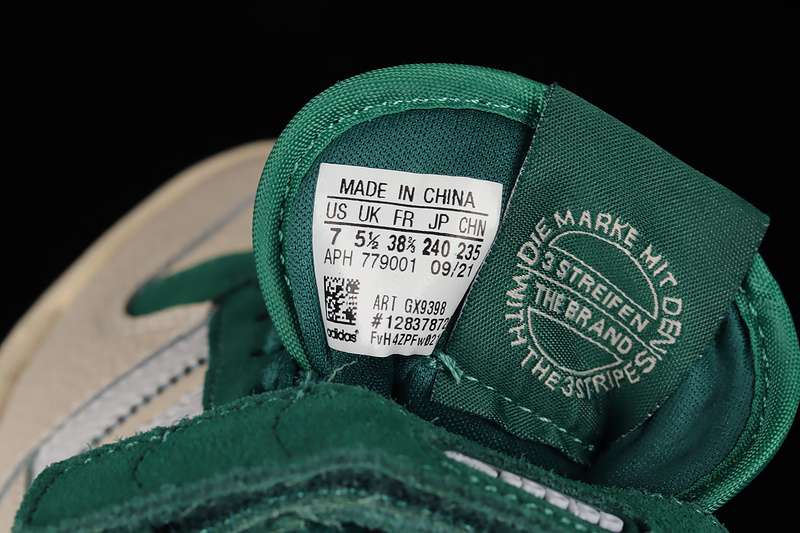 MADE IN CHINA
US UK FR JP CHN
7 5½ 38⅔ 240 235
APH 779001 09/21
ART GX9398
#12837872
adidas
DIE MARKE MIT DEN
3 STREIFEN
THE BRAND
WITH THE 3 STRIPES